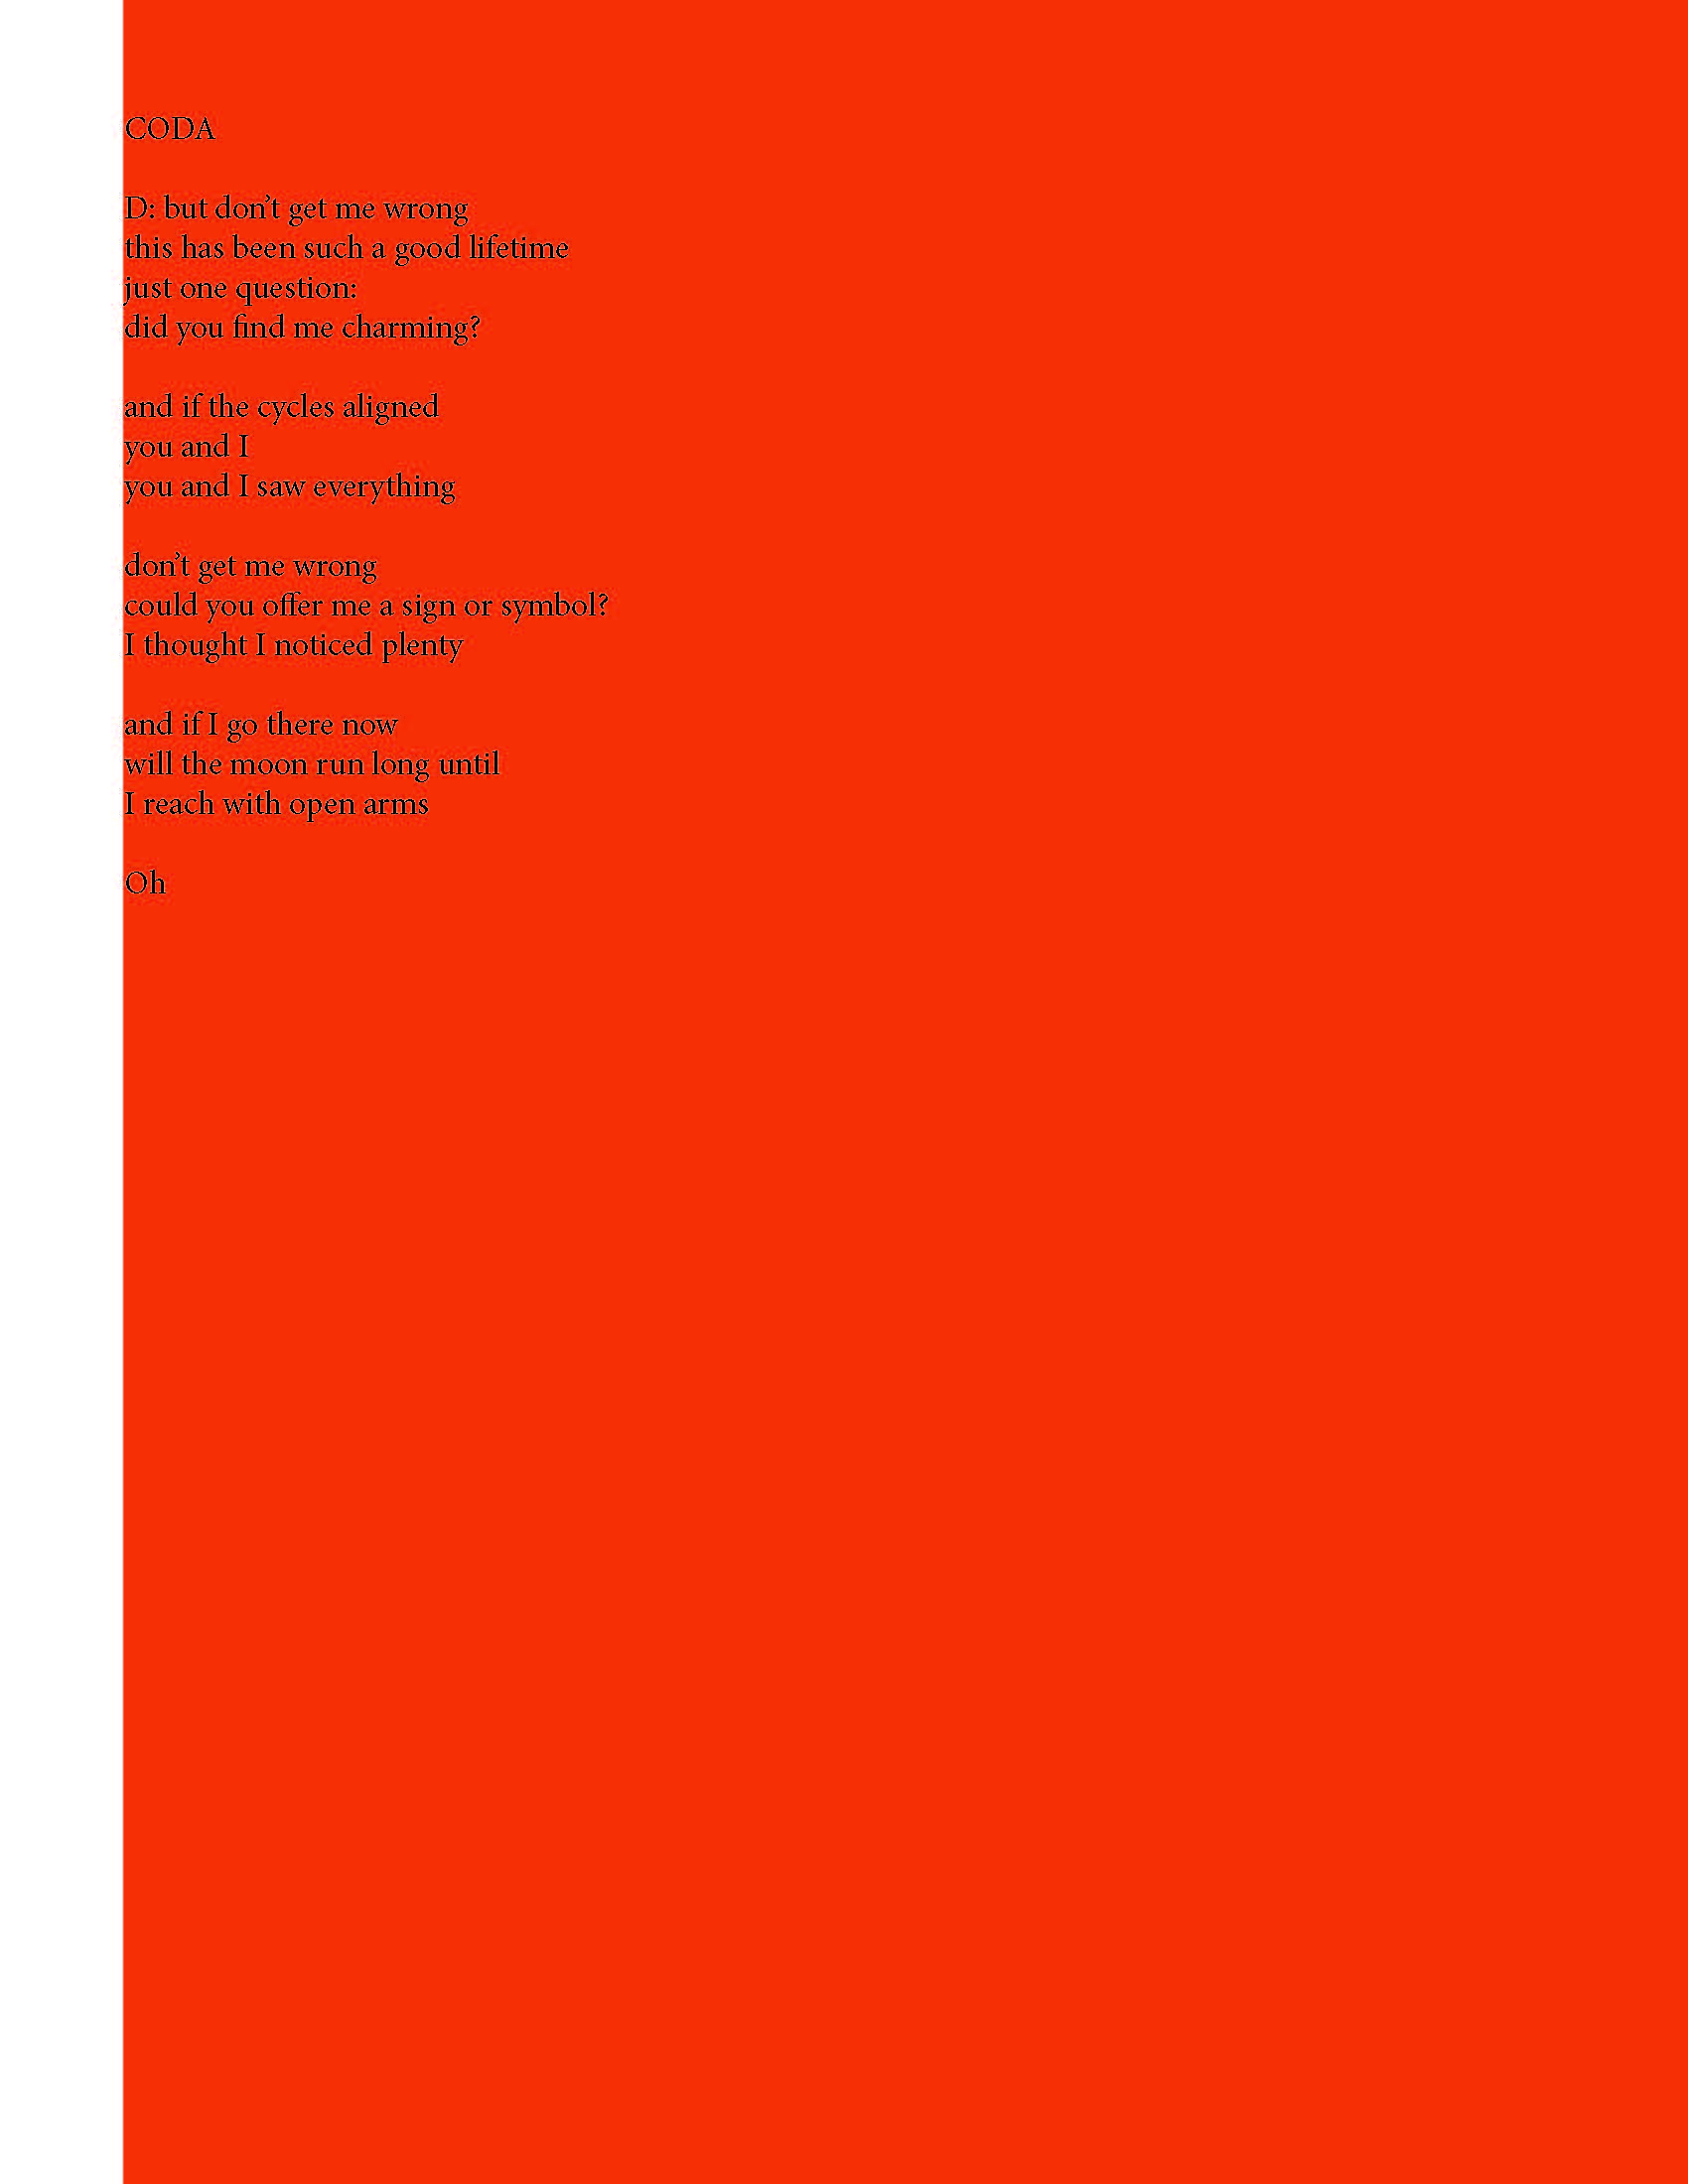 CODA
D: but don’t get me wrong
this has been such a good lifetime
just one question:
did you find me charming?
and if the cycles aligned
you and I
you and I saw everything
don’t get me wrong
could you offer me a sign or symbol?
I thought I noticed plenty
and if I go there now
will the moon run long until
I reach with open arms
Oh